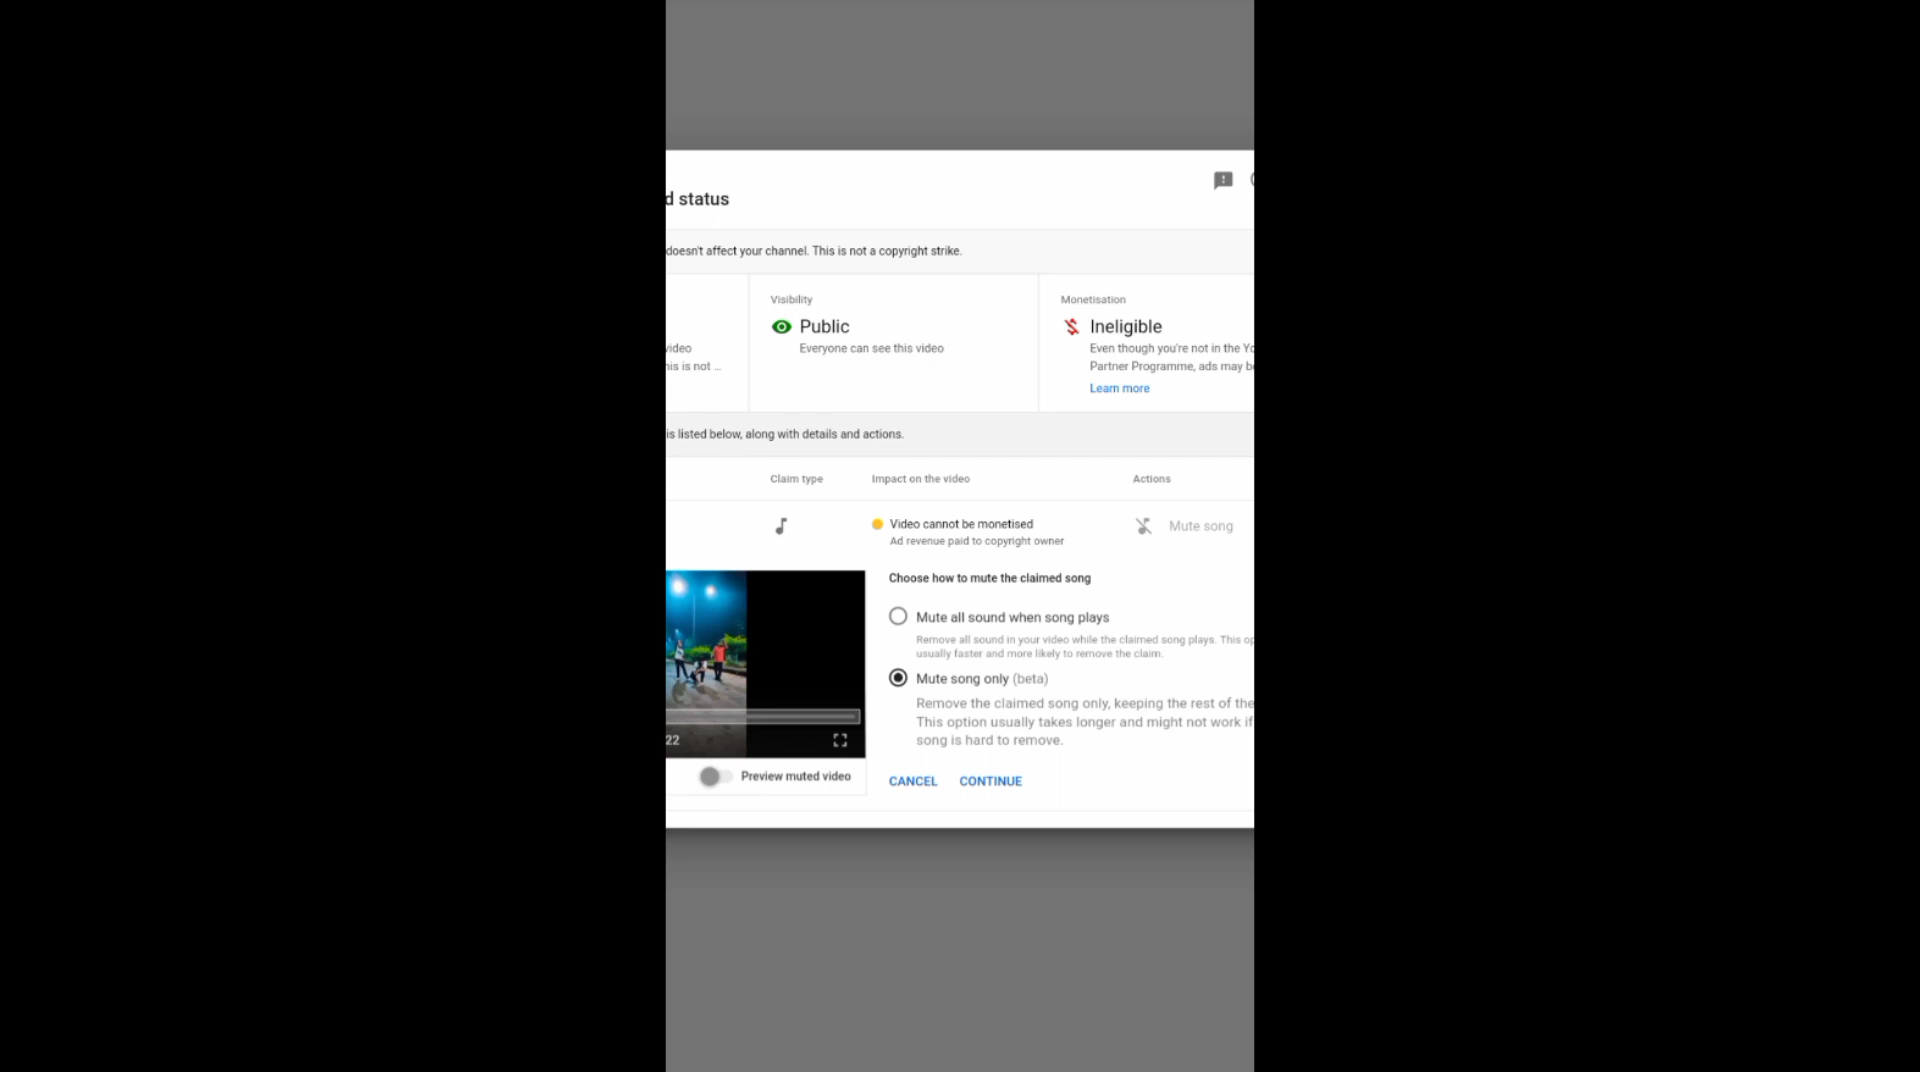 d status
doesn't affect your channel. This is not a copyright strike.
Visibility
Monetisation
Public
Ineligible
video
Everyone can see this video
Even though you're not in the Yo
his is not ...
Partner Programme, ads may be
Learn more
is listed below, along with details and actions.
Claim type
Impact on the video
Actions
Video cannot be monetised
Mute song
Ad revenue paid to copyright owner
Choose how to mute the claimed song
Mute all sound when song plays
Remove all sound in your video while the claimed song plays. This op
usually faster and more likely to remove the claim.
Mute song only (beta)
Remove the claimed song only, keeping the rest of the
This option usually takes longer and might not work if
song is hard to remove.
22
Preview muted video
CANCEL
CONTINUE